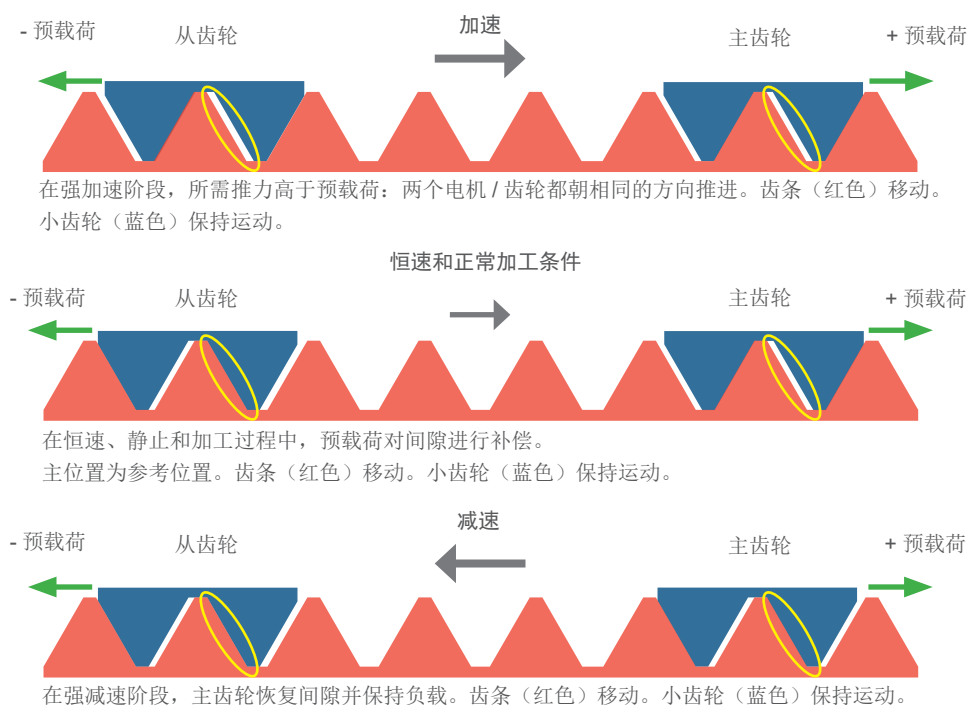 加速
- 预载荷 从齿轮 主齿轮 + 预载荷
在强加速阶段，所需推力高于预载荷：两个电机 / 齿轮都朝相同的方向推进。齿条（红色）移动。
小齿轮（蓝色）保持运动。
恒速和正常加工条件
- 预载荷 从齿轮 主齿轮 + 预载荷
在恒速、静止和加工过程中，预载荷对间隙进行补偿。
主位置为参考位置。齿条（红色）移动。小齿轮（蓝色）保持运动。
减速
- 预载荷 从齿轮 主齿轮 + 预载荷
在强减速阶段，主齿轮恢复间隙并保持负载。齿条（红色）移动。小齿轮（蓝色）保持运动。